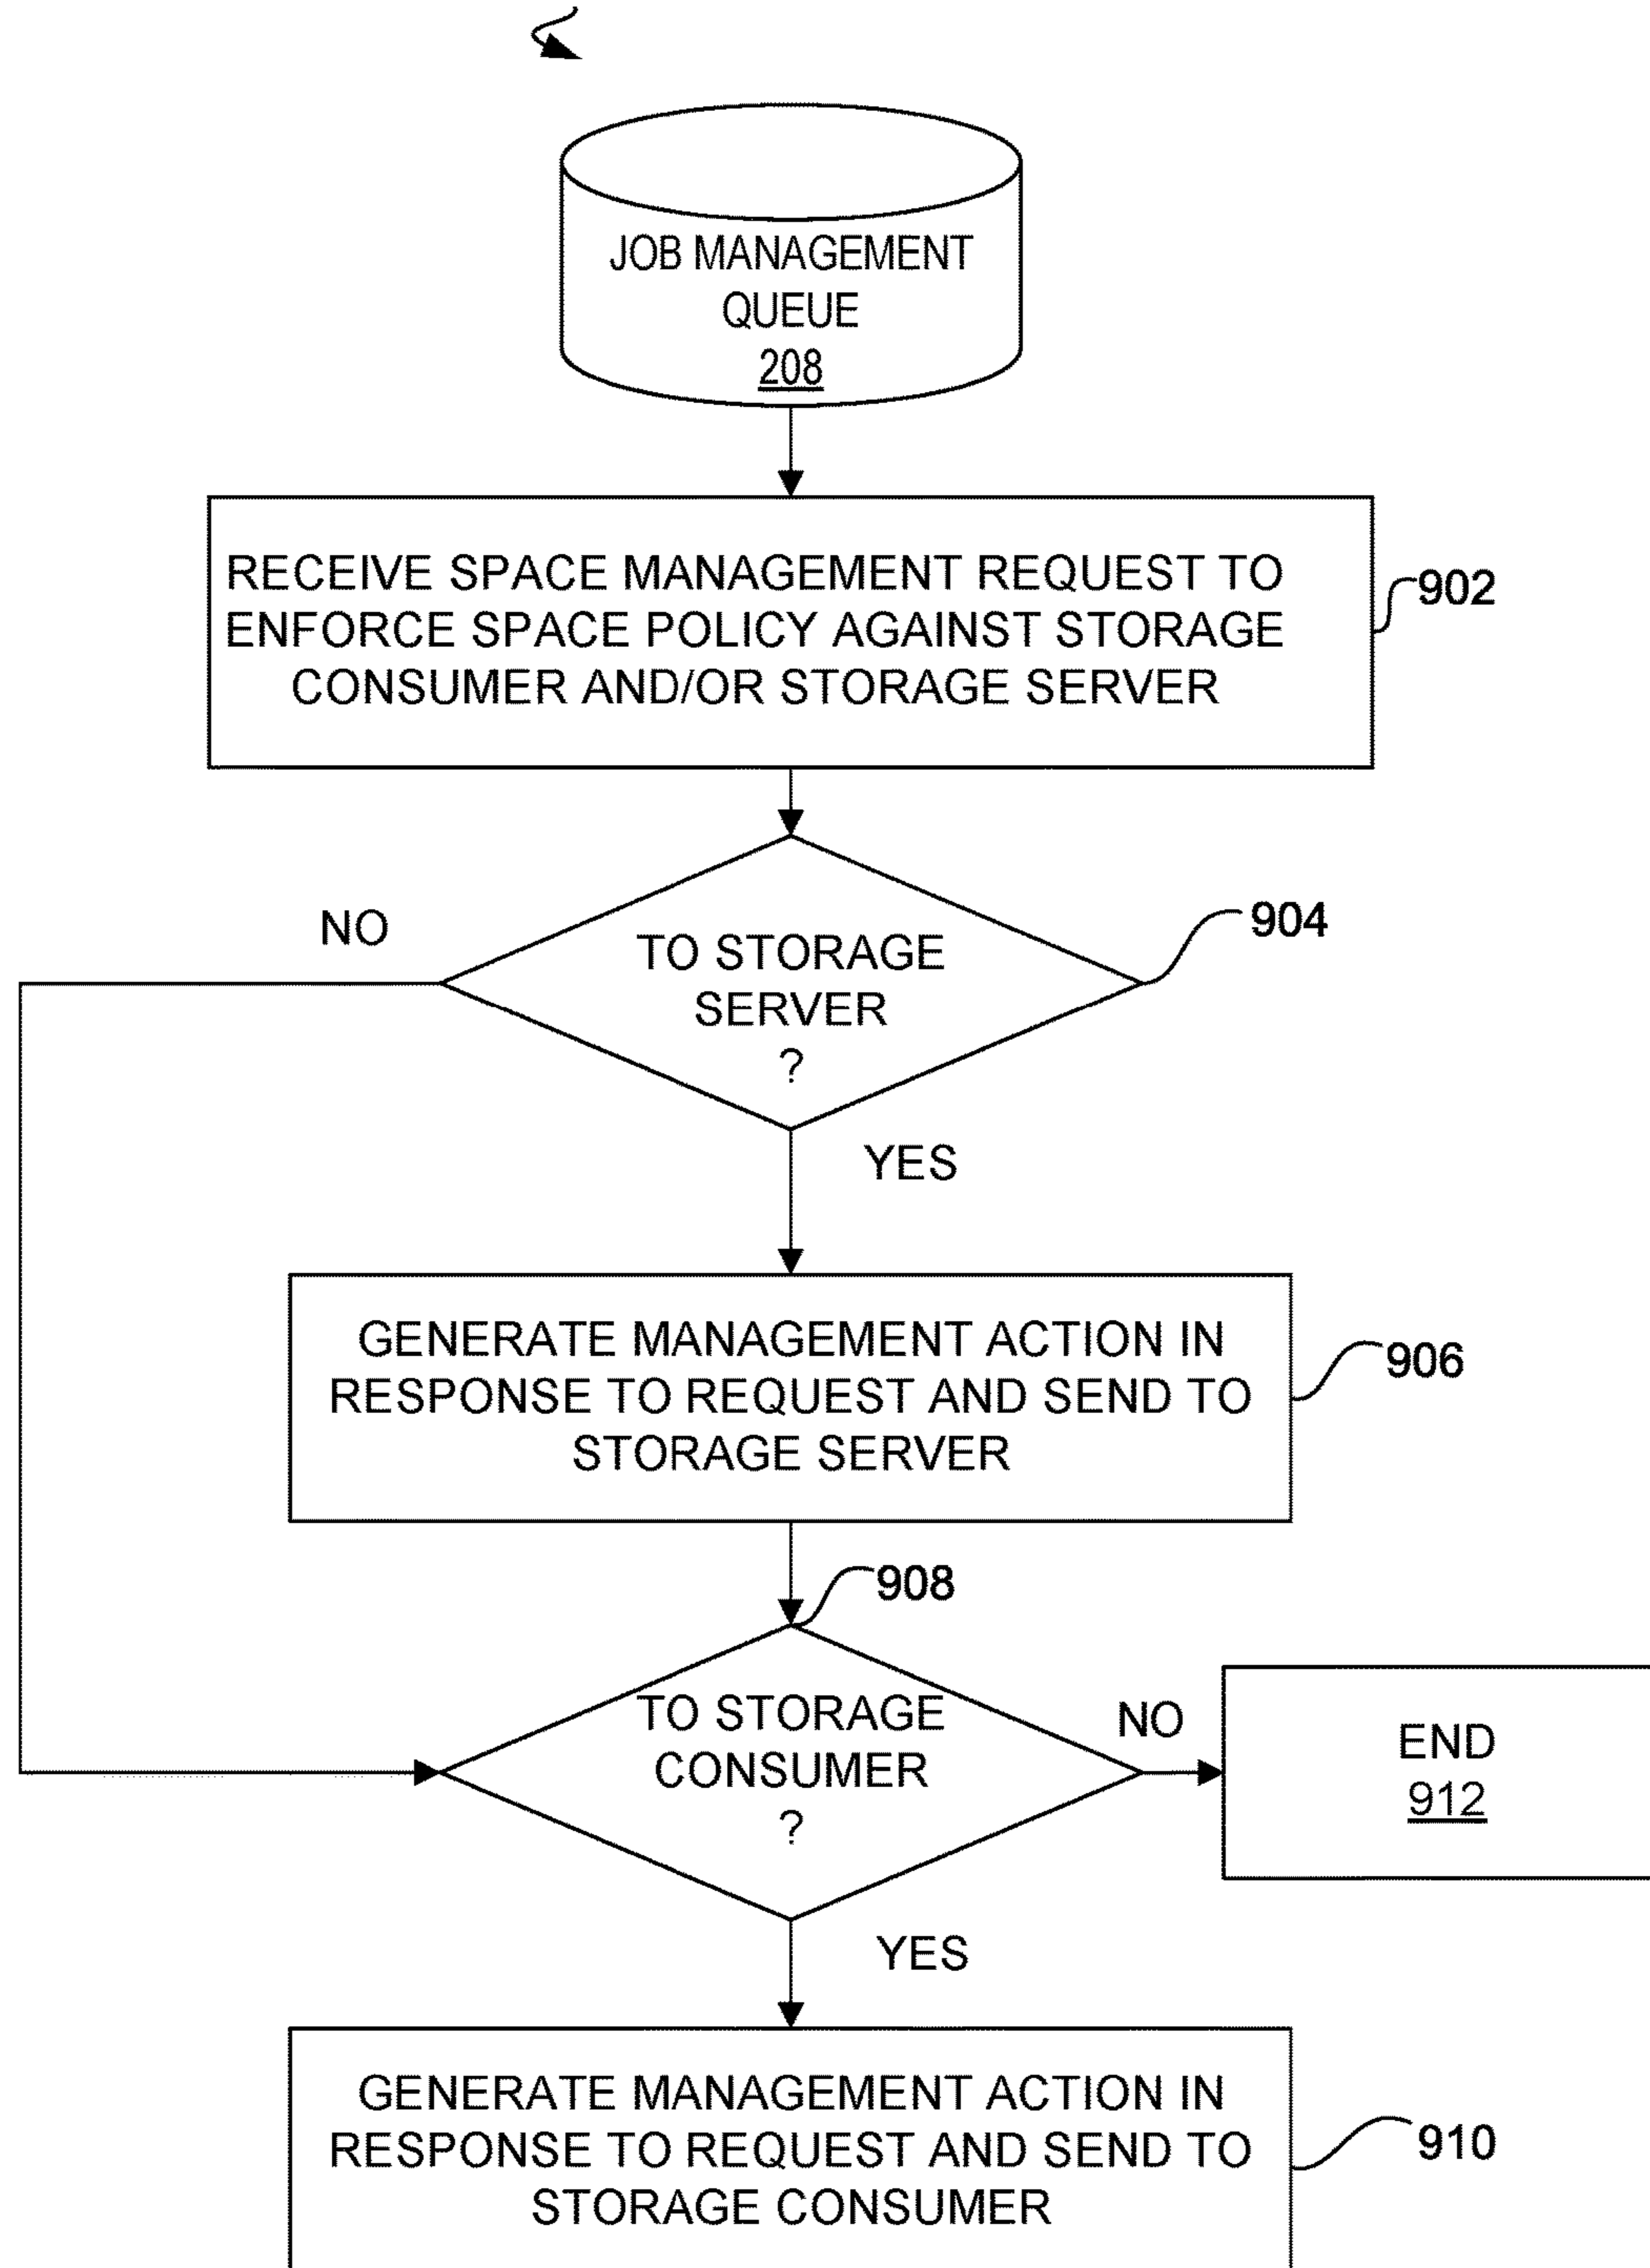 JOB MANAGEMENT
QUEUE
208
RECEIVE SPACE MANAGEMENT REQUEST TO
ENFORCE SPACE POLICY AGAINST STORAGE
CONSUMER AND/OR STORAGE SERVER
902
NO
904
TO STORAGE
SERVER
?
YES
GENERATE MANAGEMENT ACTION IN
RESPONSE TO REQUEST AND SEND TO
STORAGE SERVER
906
908
TO STORAGE
CONSUMER
?
NO
END
912
YES
GENERATE MANAGEMENT ACTION IN
RESPONSE TO REQUEST AND SEND TO
STORAGE CONSUMER
910